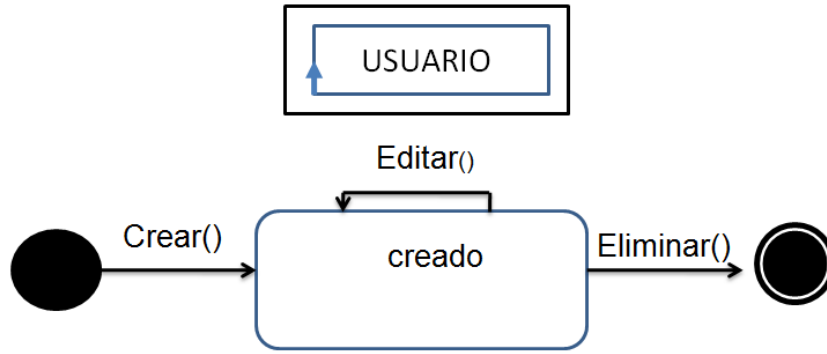 USUARIO
Editar()
Crear()
creado
Eliminar()